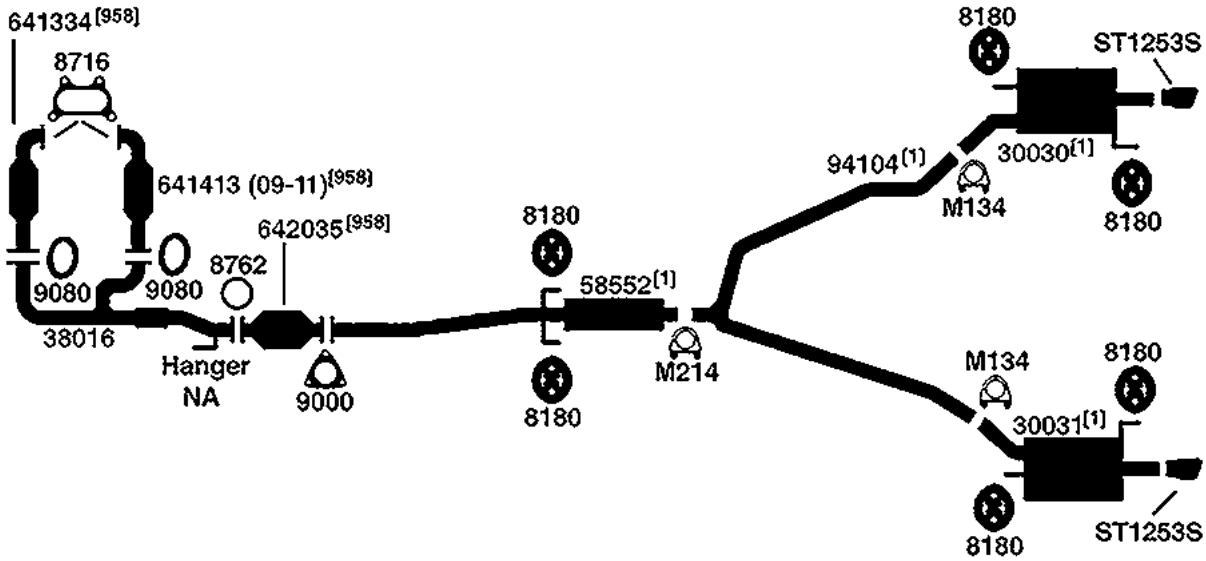 641334[958]
8716
641413 (09-11)[958]
642035[958]
9080
9080
8762
38016
Hanger
NA
9000
8180
58552[1]
8180
M214
8180
ST1253S
94104[1]
30030[1]
M134
8180
M134
8180
30031[1]
8180
ST1253S